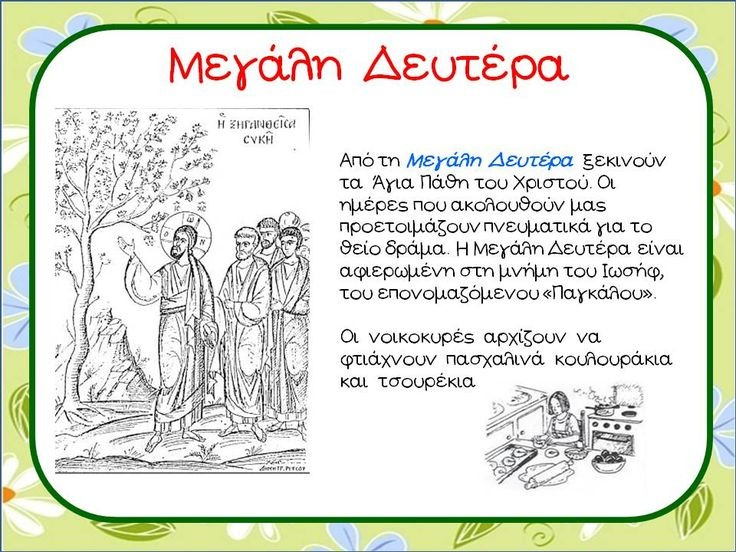 Μεγάλη Δευτέρα
Η ΞΗΡΑΝΘΕῖΣΑ
ΣΥΚΗ
Ο Ω Ν
Από τη Μεγάλη Δευτέρα ξεκινούν
τα Άγια Πάθη του Χριστού. Οι
ημέρες που ακολουθούν μας
προετοιμάζουν πνευματικά για το
θείο δράμα. Η Μεγάλη Δευτέρα είναι
αφιερωμένη στη μνήμη του Ιωσήφ,
του επονομαζόμενου «Παγκάλου».
Οι νοικοκυρές αρχίζουν να
φτιάχνουν πασχαλινά κουλουράκια
και τσουρέκια